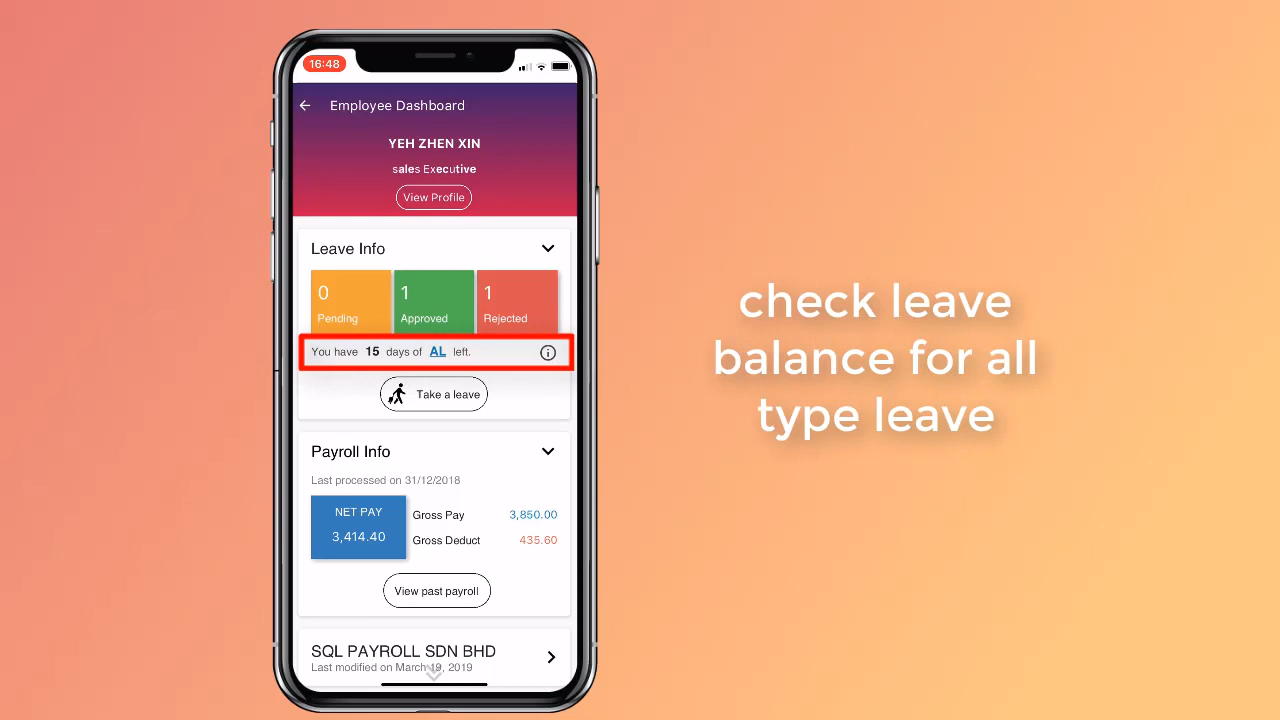 16:48
Employee Dashboard
YEH ZHEN XIN
sales Executive
View Profile
Leave Info
0
Pending
1
Approved
1
Rejected
You have 15 days of AL left.
Take a leave
Payroll Info
Last processed on 31/12/2018
NET PAY
3,414.40
Gross Pay 3,850.00
Gross Deduct 435.60
View past payroll
SQL PAYROLL SDN BHD
Last modified on March 19, 2019
check leave
balance for all
type leave